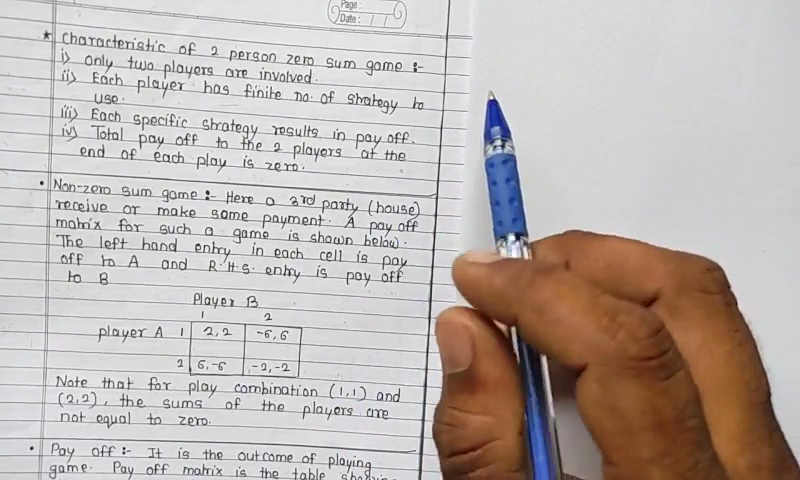 Page:
Date:
* Characteristic of 2 person zero sum game :-
i) only two players are involved.
ii) Each player has finite no. of strategy to
use.
iii) Each specific strategy results in pay off.
iv) Total pay off to the 2 players at the
end of each play is zero.
• Non-zero sum game :- Here a 3rd party (house)
receive or make some payment. A pay off
matrix for such a game is shown below.
The left hand entry in each cell is pay
off to A and R.H.S. entry is pay off
to B
Player B
1 2
player A 1 2,2 -6,6
2 6,-6 -2,-2
Note that for play combination (1,1) and
(2,2), the sums of the players are
not equal to zero.
• Pay off :- It is the outcome of playing
game. Pay off matrix is the table